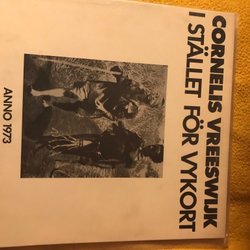 CORNELIS VREESWIJK
I STÄLLET FÖR VYKORT
ANNO 1973